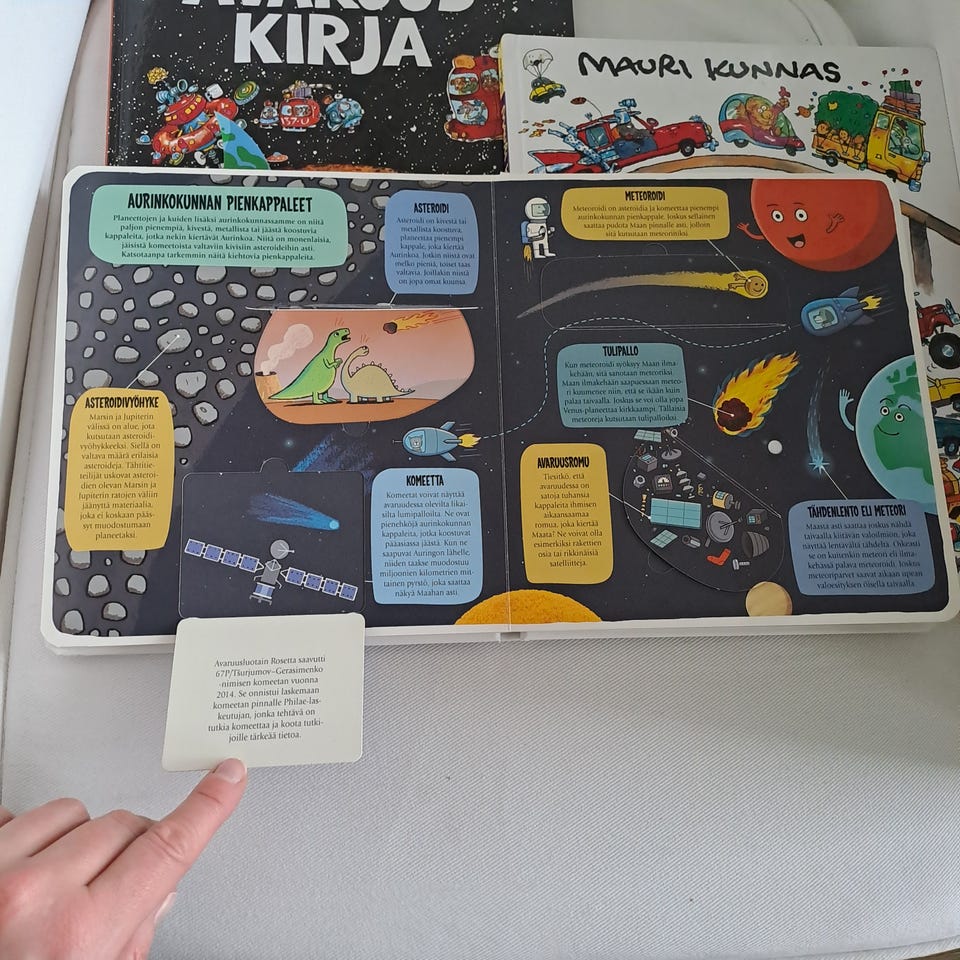 KIRJA
MAURI KUNNAS
AURINKOKUNNAN PIENKAPPALEET
Planeettojen ja kuiden lisäksi aurinkokunnassamme on niitä
paljon pienempiä, kivestä, metallista tai jäästä koostuvia
kappaleita, jotka nekin kiertävät Aurinkoa. Niitä on monenlaisia,
jäisistä komeetoista valtaviin kivisiin asteroideihin asti.
Katsotaanpa tarkemmin näitä kiehtovia pienkappaleita.
ASTEROIDI
Asteroidi on kivestä tai
metallista koostuva,
planeettaa pienempi
kappale, joka kiertää
Aurinkoa. Jotkin niistä ovat
melko pieniä, toiset taas
valtavia. Joillakin niistä
on jopa omat kuunsa.
ASTEROIDIVYÖHYKE
Marsin ja Jupiterin
välissä on alue, jota
kutsutaan asteroidi-
vyöhykkeeksi. Siellä on
valtava määrä erilaisia
asteroideja. Tähtitie-
teilijät uskovat asteroi-
dien olevan Marsin ja
Jupiterin ratojen väliin
jäänyttä materiaalia,
joka ei koskaan pääs-
syt muodostumaan
planeetaksi.
KOMEETTA
Komeetat voivat näyttää
avaruudessa olevilta likai-
silta lumipalloilta. Ne ovat
pienehköjä aurinkokunnan
kappaleita, jotka koostuvat
pääasiassa jäästä. Kun ne
saapuvat Auringon lähelle,
niiden taakse muodostuu
miljoonien kilometrien mit-
tainen pyrstö, joka saattaa
näkyä Maahan asti.
Avaruusluotain Rosetta saavutti
67P/Tšurjumov–Gerasimenko
-nimisen komeetan vuonna
2014. Se onnistui laskemaan
komeetan pinnalle Philae-las-
keutujan, jonka tehtävä on
tutkia komeettaa ja koota tutki-
joille tärkeää tietoa.
METEOROIDI
Meteoroidi on asteroidia ja komeettaa pienempi
aurinkokunnan pienkappale. Joskus sellainen
saattaa pudota Maan pinnalle asti, jolloin
sitä kutsutaan meteoriitiksi.
TULIPALLO
Kun meteoroidi syöksyy Maan ilma-
kehään, sitä sanotaan meteoriksi.
Maan ilmakehään saapuessaan meteo-
ri kuumenee niin, että se ikään kuin
palaa taivaalla. Joskus se voi olla jopa
Venus-planeettaa kirkkaampi. Tällaisia
meteoreja kutsutaan tulipalloiksi.
AVARUUSROMU
Tiesitkö, että
avaruudessa on
satoja tuhansia
kappaleita ihmisen
aikaansaamaa
romua, joka kiertää
Maata? Ne voivat olla
esimerkiksi rakettien
osia tai rikkinäisiä
satelliitteja.
TÄHDENLENTO ELI METEORI
Maasta asti saattaa joskus nähdä
taivaalla kiitävän valoilmiön, joka
näyttää lentävältä tähdeltä. Oikeasti
se on kuitenkin meteori eli ilma-
kehässä palava meteoroidi. Joskus
meteoriparvet saavat aikaan upean
valoesityksen öisellä taivaalla.